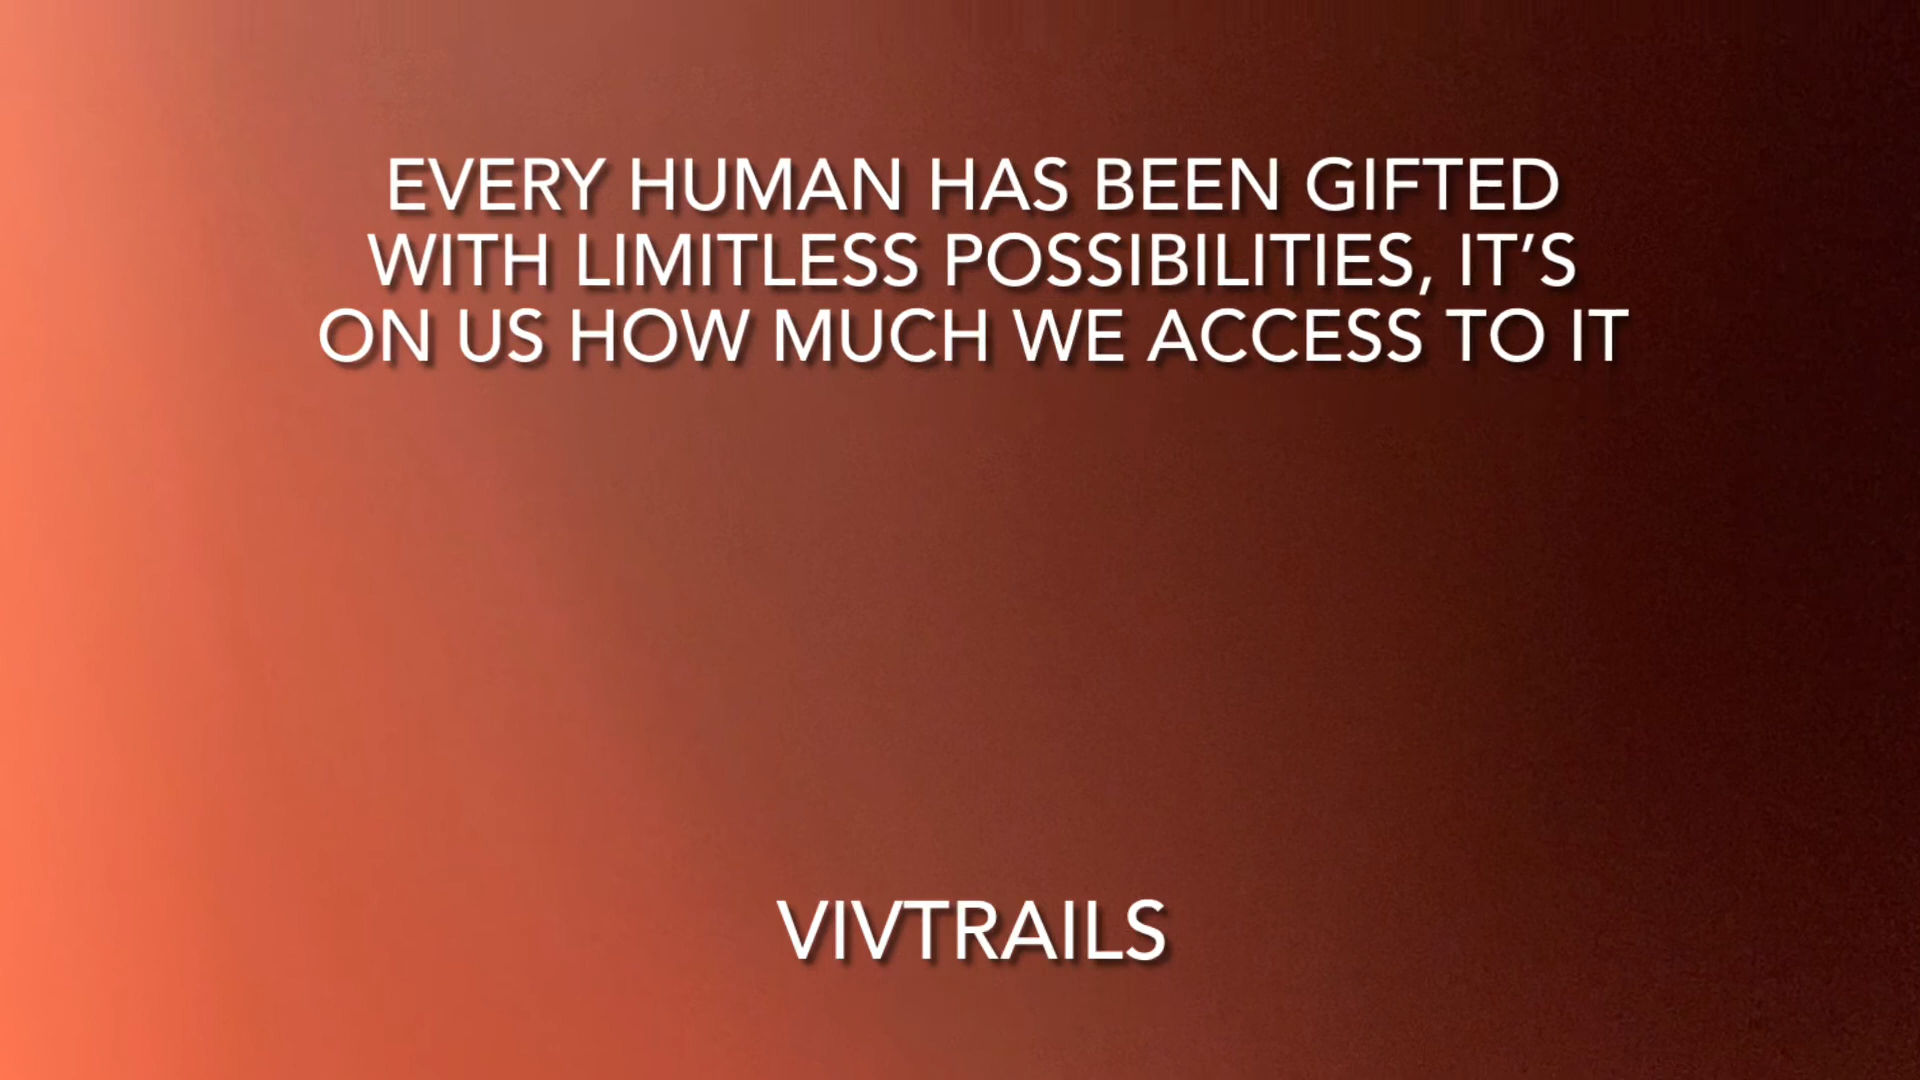 EVERY HUMAN HAS BEEN GIFTED
WITH LIMITLESS POSSIBILITIES, IT’S
ON US HOW MUCH WE ACCESS TO IT
VIVTRAILS